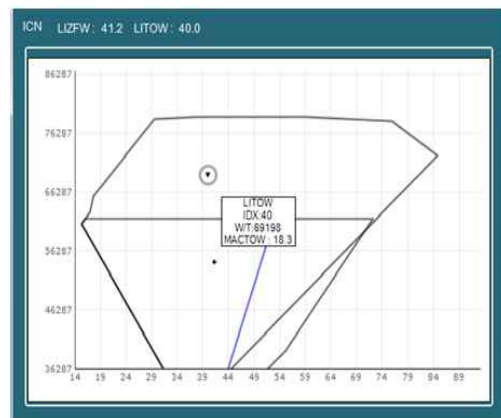 ICN LIZFW : 41.2 LITOW : 40.0
86287
76287
66287
56287
46287
36287
LITOW
IDX:40
W/T:69198
MACTOW : 18.3
14 19 24 29 34 39 44 49 54 59 64 69 74 79 84 89